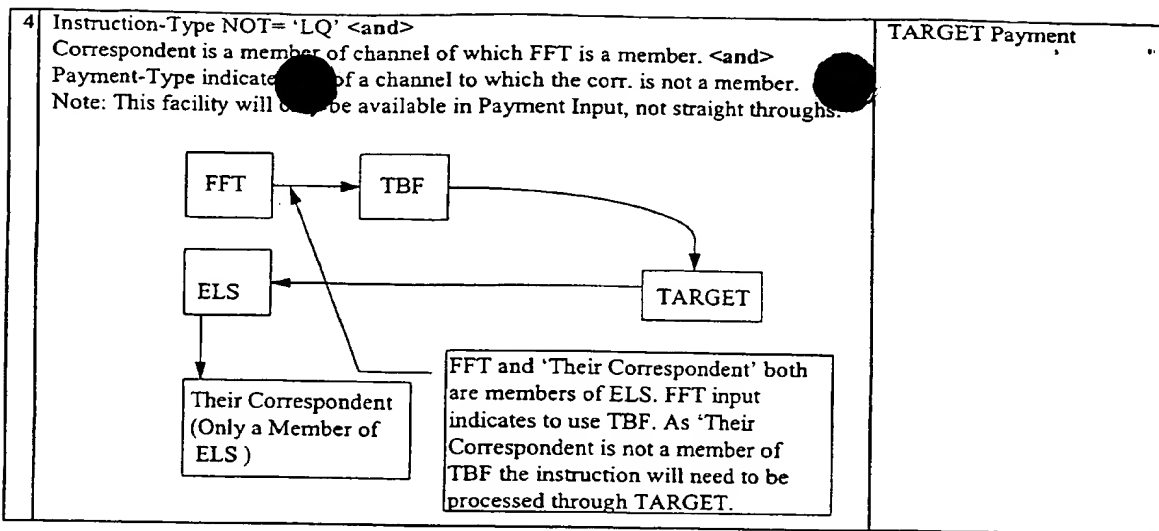 4 Instruction-Type NOT= 'LQ' <and>
TARGET Payment
Correspondent is a member of channel of which FFT is a member. <and>
Payment-Type of a channel to which the corr. is not a member.
Note: This facility will be available in Payment Input, not straight throughs.
FFT
TBF
ELS
TARGET
Their Correspondent
(Only a Member of
ELS )
FFT and 'Their Correspondent' both
are members of ELS. FFT input
indicates to use TBF. As 'Their
Correspondent is not a member of
TBF the instruction will need to be
processed through TARGET.